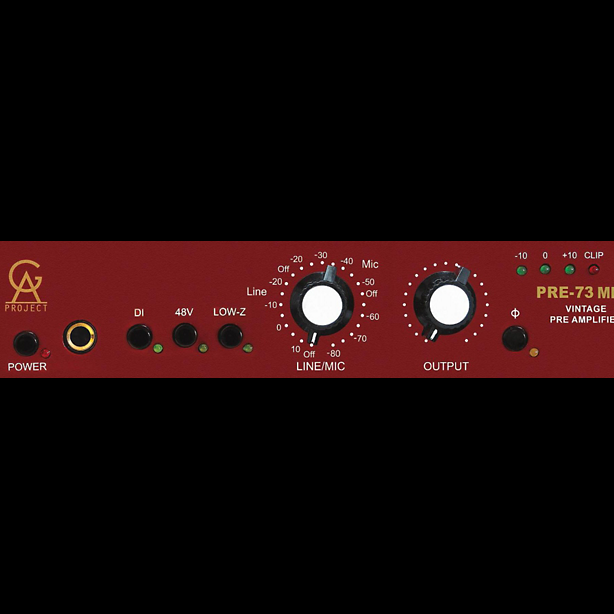 GA
PROJECT
POWER
DI
48V
LOW-Z
Line
Mic
Off
-20
-30
-40
-50
Off
-60
-70
-80
Off
10
0
-10
-20
LINE/MIC
OUTPUT
Φ
-10 0 +10 CLIP
PRE-73 M
VINTAGE
PRE AMPLIFIE